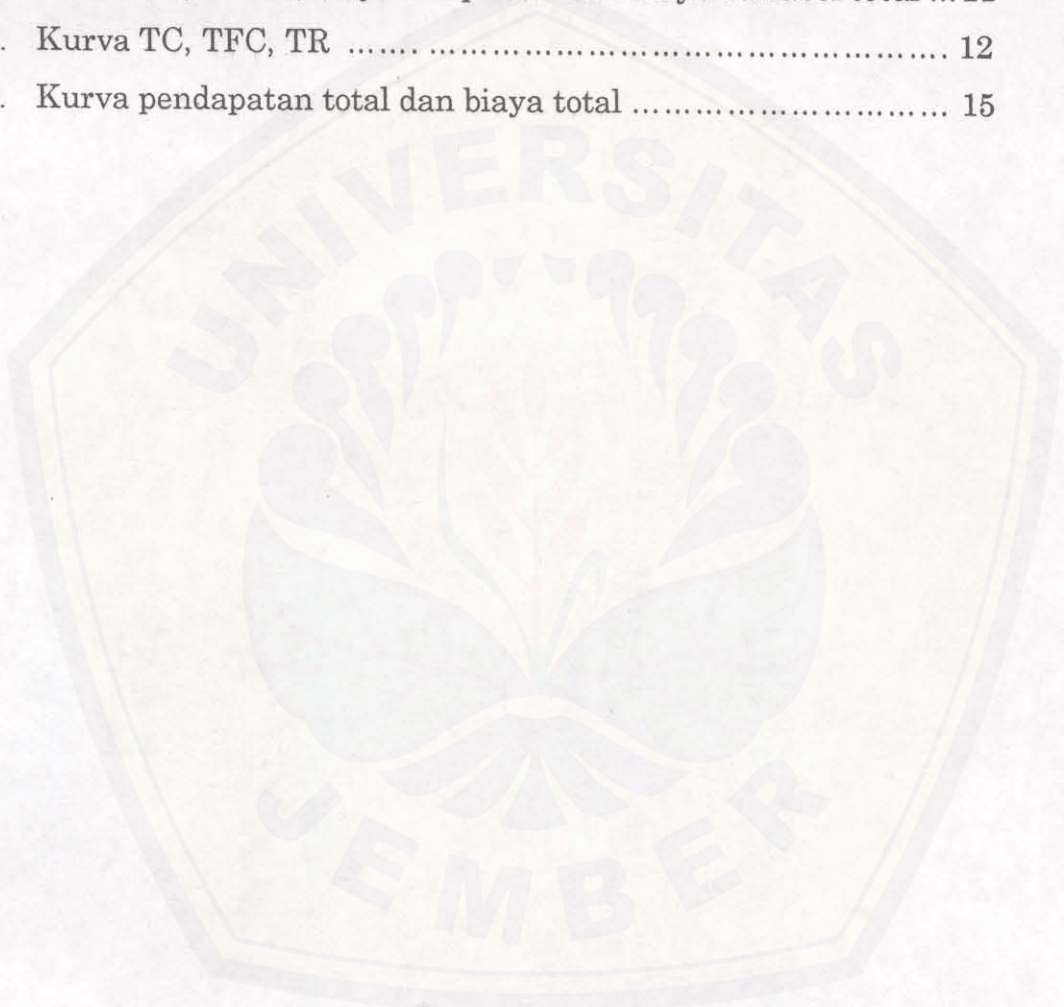 . Kurva TC, TFC, TR ....... ................................................ 12
. Kurva pendapatan total dan biaya total ............................. 15
UNIVERSITAS
JEMBER